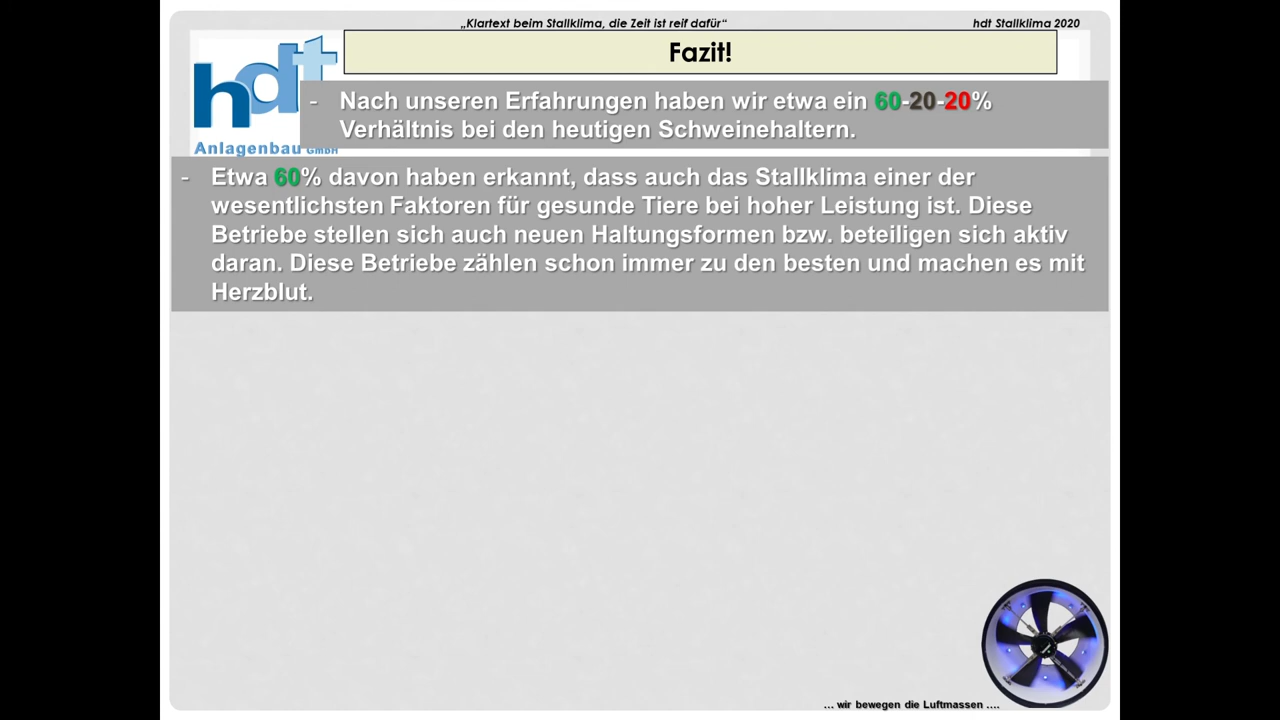 „Klartext beim Stallklima, die Zeit ist reif dafür“
hdt Stallklima 2020
hdt
Anlagenbau GmbH
Fazit!
- Nach unseren Erfahrungen haben wir etwa ein 60-20-20%
Verhältnis bei den heutigen Schweinehaltern.
- Etwa 60% davon haben erkannt, dass auch das Stallklima einer der
wesentlichsten Faktoren für gesunde Tiere bei hoher Leistung ist. Diese
Betriebe stellen sich auch neuen Haltungsformen bzw. beteiligen sich aktiv
daran. Diese Betriebe zählen schon immer zu den besten und machen es mit
Herzblut.
... wir bewegen die Luftmassen ....